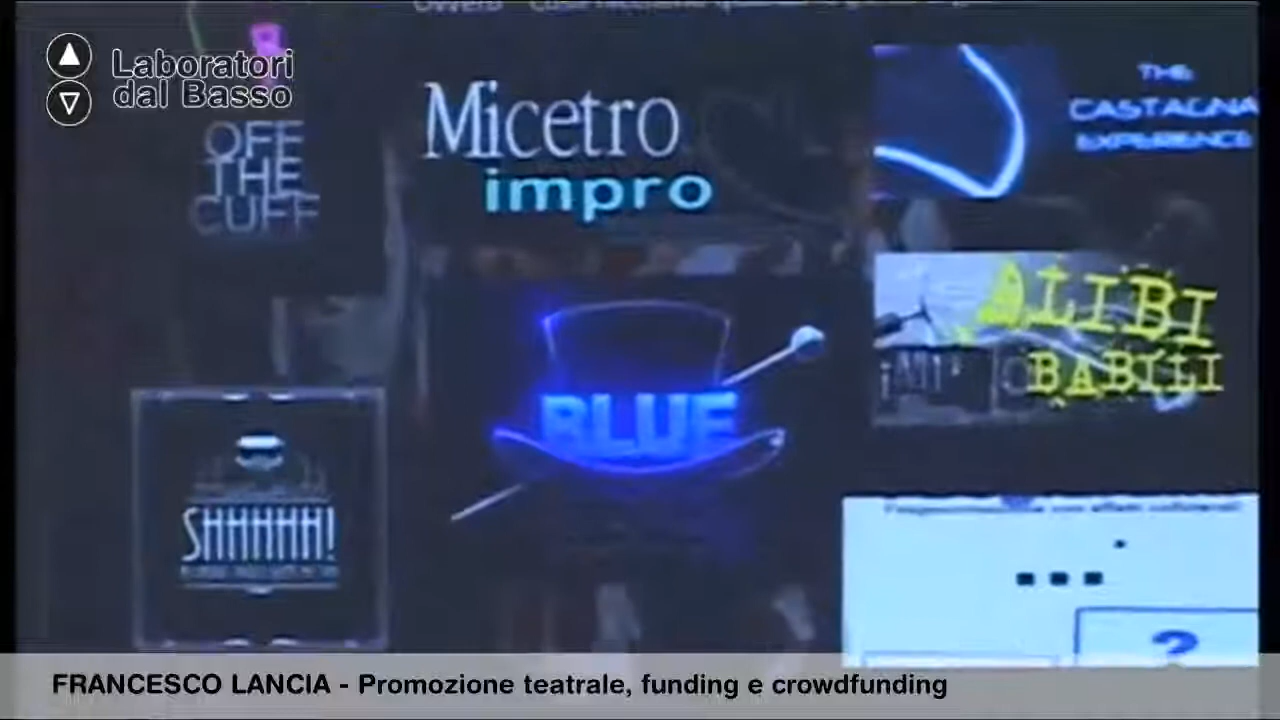 Laboratori
dal Basso
OFF
THE
CUFF
Micetro
impro
THE
CASTAGNA
EXPERIENCE
ALIBI
BABILI
BLUE
SHHHHH!
?
FRANCESCO LANCIA - Promozione teatrale, funding e crowdfunding